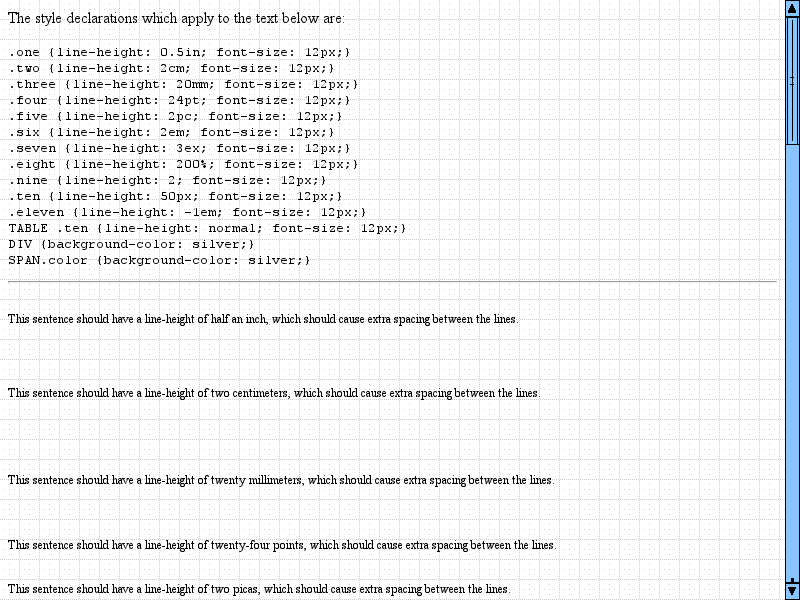 The style declarations which apply to the text below are:
.one {line-height: 0.5in; font-size: 12px;}
.two {line-height: 2cm; font-size: 12px;}
.three {line-height: 20mm; font-size: 12px;}
.four {line-height: 24pt; font-size: 12px;}
.five {line-height: 2pc; font-size: 12px;}
.six {line-height: 2em; font-size: 12px;}
.seven {line-height: 3ex; font-size: 12px;}
.eight {line-height: 200%; font-size: 12px;}
.nine {line-height: 2; font-size: 12px;}
.ten {line-height: 50px; font-size: 12px;}
.eleven {line-height: -1em; font-size: 12px;}
TABLE .ten {line-height: normal; font-size: 12px;}
DIV {background-color: silver;}
SPAN.color {background-color: silver;}
This sentence should have a line-height of half an inch, which should cause extra spacing between the lines.
This sentence should have a line-height of two centimeters, which should cause extra spacing between the lines.
This sentence should have a line-height of twenty millimeters, which should cause extra spacing between the lines.
This sentence should have a line-height of twenty-four points, which should cause extra spacing between the lines.
This sentence should have a line-height of two picas, which should cause extra spacing between the lines.